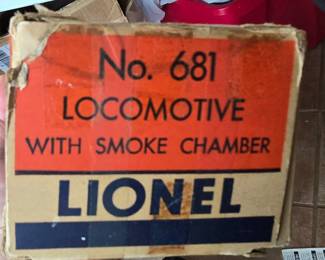 No. 681
LOCOMOTIVE
WITH SMOKE CHAMBER
LIONEL